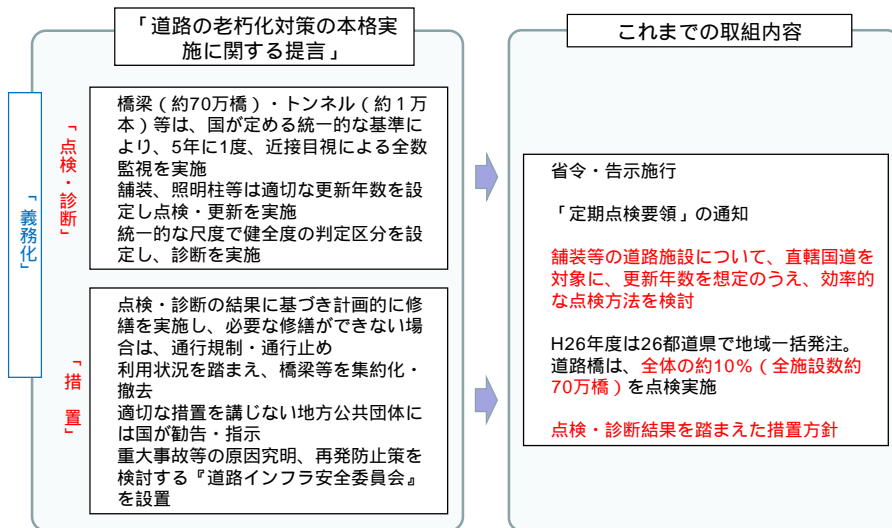 「道路の老朽化対策の本格実
施に関する提言」
これまでの取組内容
「義務化」
「点検・診断」
橋梁（約70万橋）・トンネル（約１万
本）等は、国が定める統一的な基準
により、5年に1度、近接目視による全数
監視を実施
舗装、照明柱等は適切な更新年数を設
定し点検・更新を実施
統一的な尺度で健全度の判定区分を設
定し、診断を実施
「措 置」
点検・診断の結果に基づき計画的に修
繕を実施し、必要な修繕ができない場
合は、通行規制・通行止め
利用状況を踏まえ、橋梁等を集約化・
撤去
適切な措置を講じない地方公共団体に
は国が勧告・指示
重大事故等の原因究明、再発防止策を
検討する『道路インフラ安全委員会』
を設置
省令・告示施行
「定期点検要領」の通知
舗装等の道路施設について、直轄国道を
対象に、更新年数を想定のうえ、効率的
な点検方法を検討
H26年度は26都道県で地域一括発注。
道路橋は、全体の約10%（全施設数約
70万橋）を点検実施
点検・診断結果を踏まえた措置方針